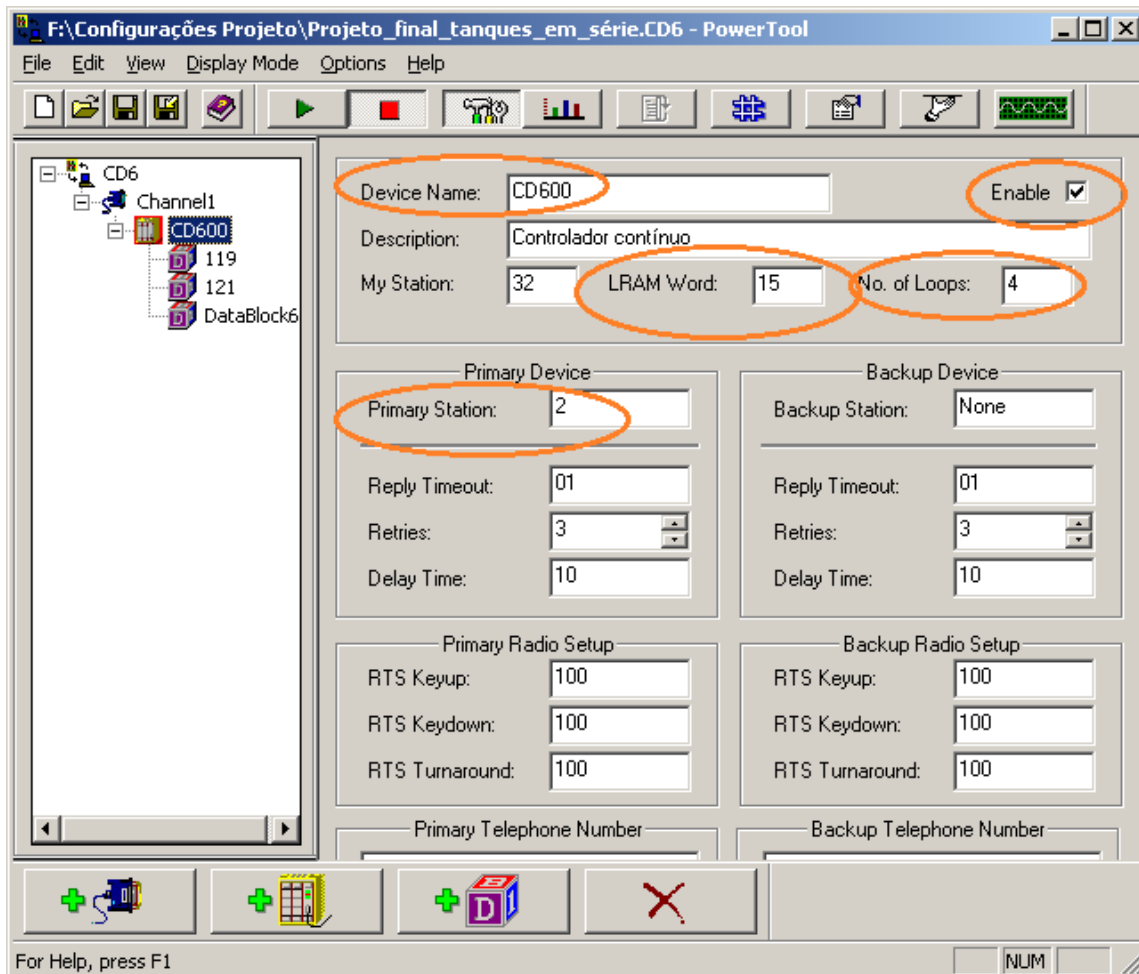 F:\Configurações Projeto\Projeto_final_tanques_em_série.CD6 - PowerTool
File Edit View Display Mode Options Help
CD6
Channel1
CD600
119
121
DataBlock6
Device Name: CD600 Enable
Description: Controlador contínuo
My Station: 32 LRAM Word: 15 No. of Loops: 4
Primary Device Backup Device
Primary Station: 2 Backup Station: None
Reply Timeout: 01 Reply Timeout: 01
Retries: 3 Retries: 3
Delay Time: 10 Delay Time: 10
Primary Radio Setup Backup Radio Setup
RTS Keyup: 100 RTS Keyup: 100
RTS Keydown: 100 RTS Keydown: 100
RTS Turnaround: 100 RTS Turnaround: 100
Primary Telephone Number Backup Telephone Number
For Help, press F1 NUM